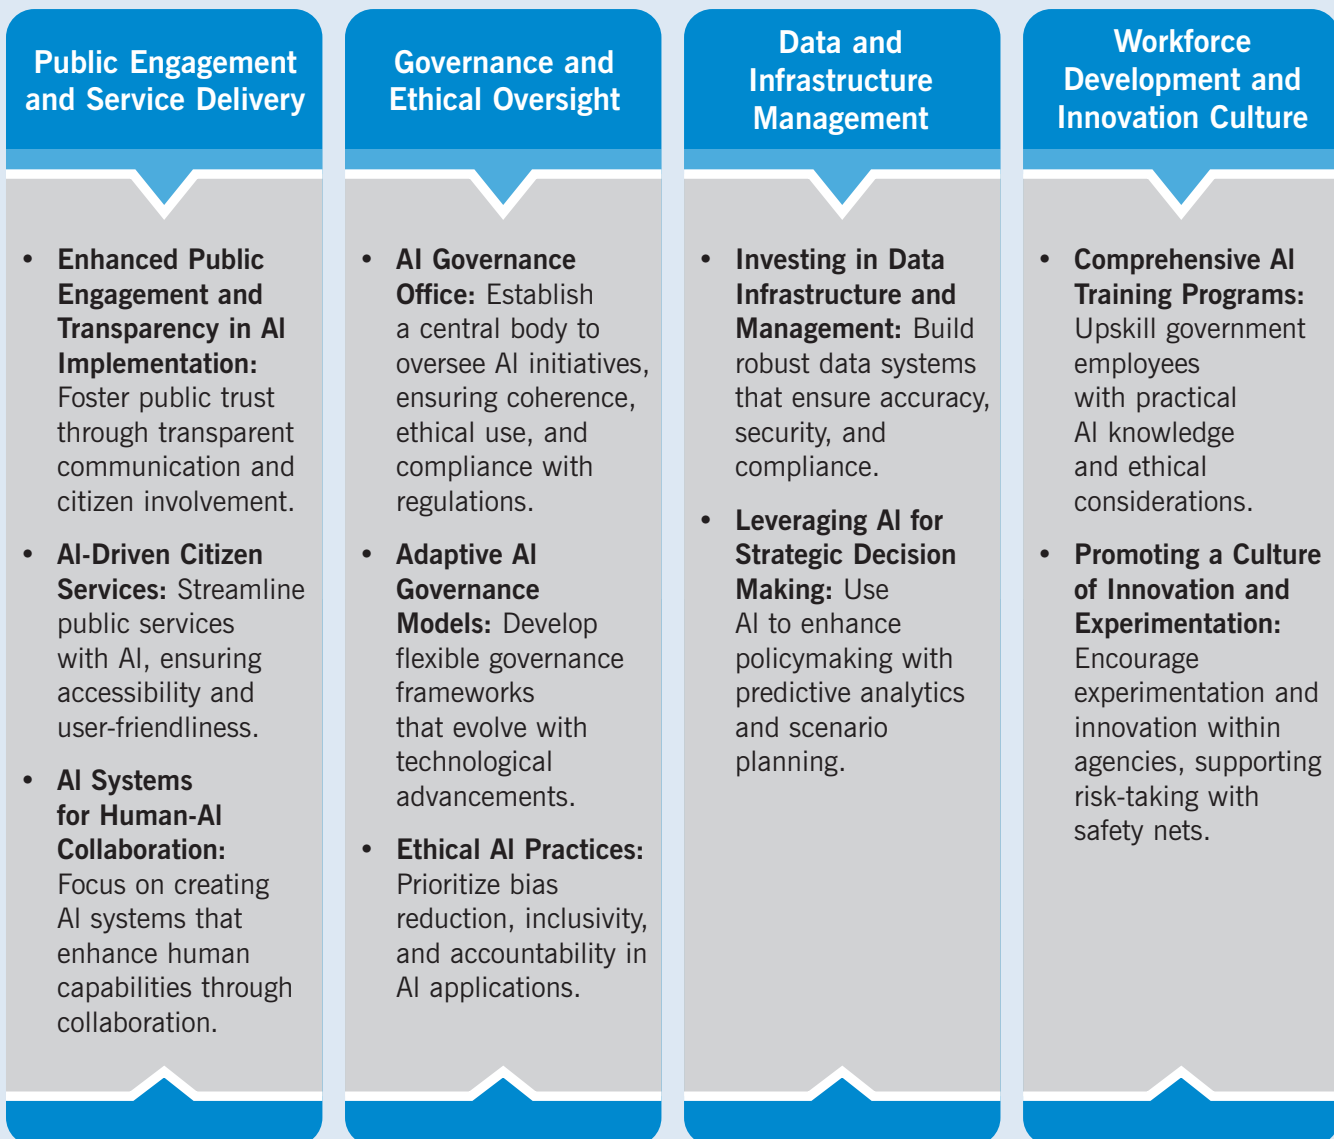 Public Engagement
and Service Delivery
• Enhanced Public
Engagement and
Transparency in AI
Implementation:
Foster public trust
through transparent
communication and
citizen involvement.
• AI-Driven Citizen
Services: Streamline
public services
with AI, ensuring
accessibility and
user-friendliness.
• AI Systems
for Human-AI
Collaboration:
Focus on creating
AI systems that
enhance human
capabilities through
collaboration.
Governance and
Ethical Oversight
• AI Governance
Office: Establish
a central body to
oversee AI initiatives,
ensuring coherence,
ethical use, and
compliance with
regulations.
• Adaptive AI
Governance
Models: Develop
flexible governance
frameworks
that evolve with
technological
advancements.
• Ethical AI Practices:
Prioritize bias
reduction, inclusivity,
and accountability in
AI applications.
Data and
Infrastructure
Management
• Investing in Data
Infrastructure and
Management: Build
robust data systems
that ensure accuracy,
security, and
compliance.
• Leveraging AI for
Strategic Decision
Making: Use
AI to enhance
policymaking with
predictive analytics
and scenario
planning.
Workforce
Development and
Innovation Culture
• Comprehensive AI
Training Programs:
Upskill government
employees
with practical
AI knowledge
and ethical
considerations.
• Promoting a Culture
of Innovation and
Experimentation:
Encourage
experimentation and
innovation within
agencies, supporting
risk-taking with
safety nets.